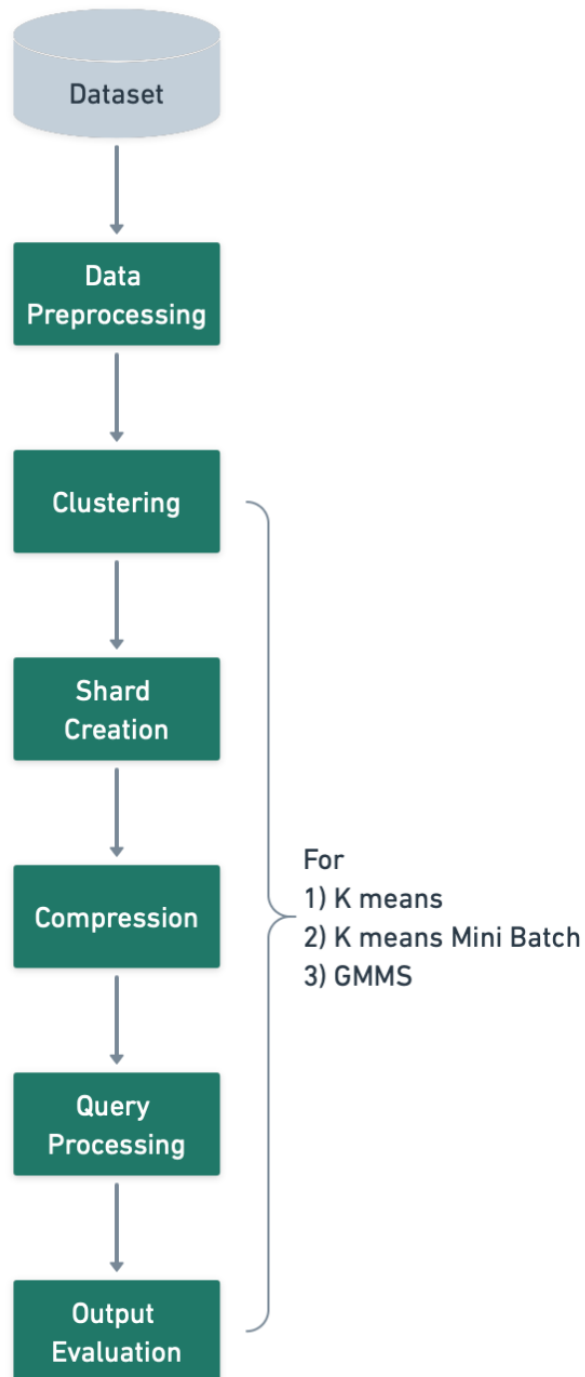 Dataset
Data
Preprocessing
Clustering
Shard
Creation
Compression
For
1) K means
2) K means Mini Batch
3) GMMS
Query
Processing
Output
Evaluation